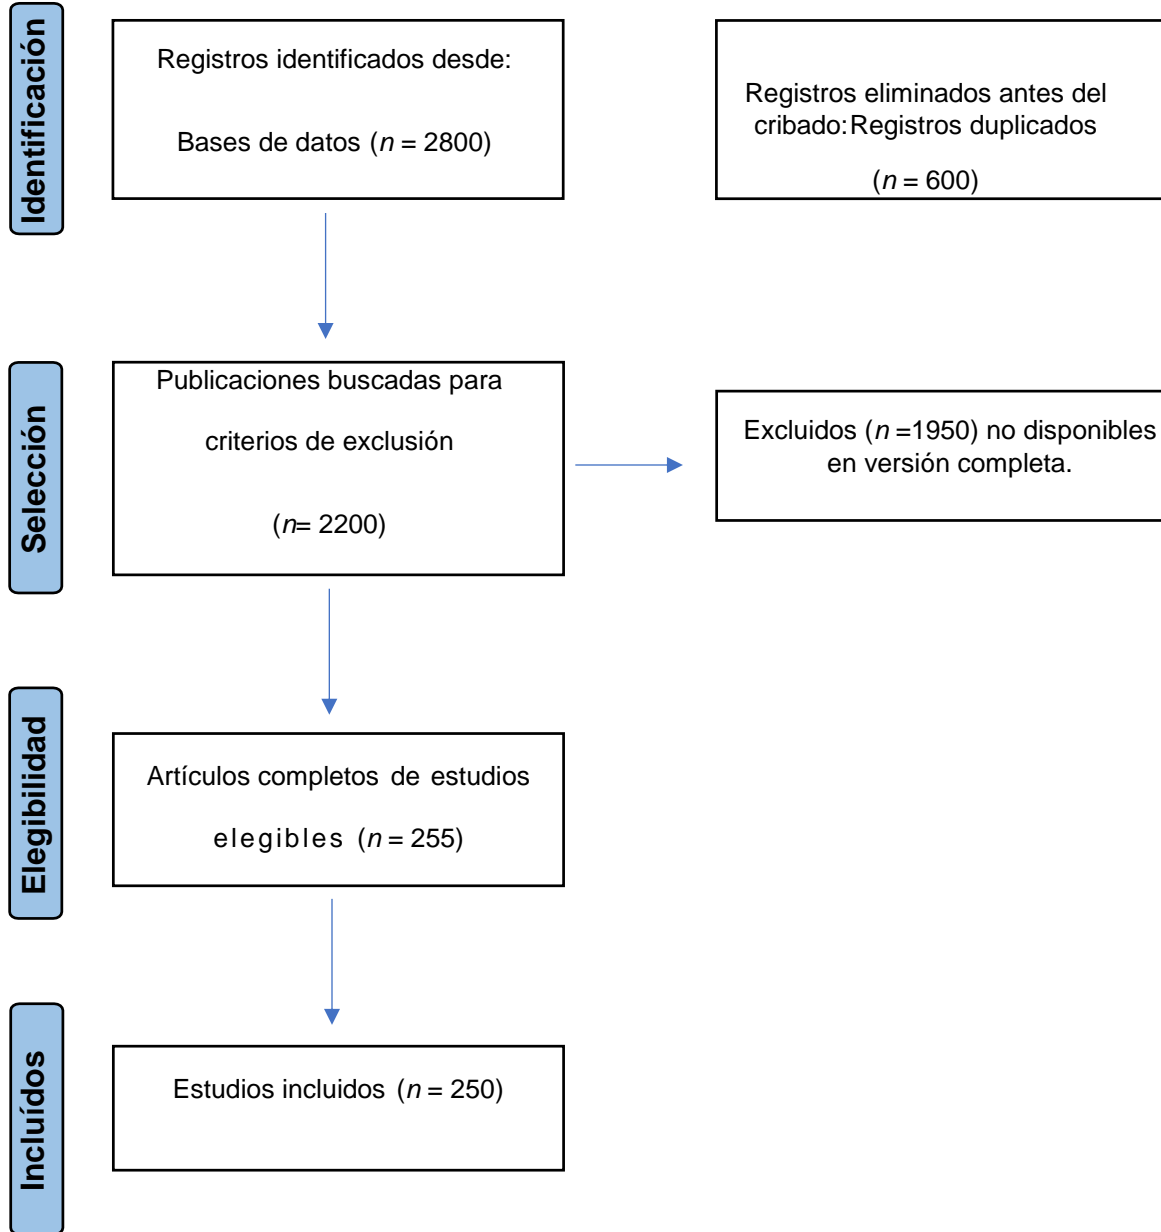 Identificación
Registros identificados desde:
Bases de datos (n = 2800)
Registros eliminados antes del
cribado:Registros duplicados
(n = 600)
Selección
Publicaciones buscadas para
criterios de exclusión
(n= 2200)
Excluidos (n =1950) no disponibles
en versión completa.
Elegibilidad
Artículos completos de estudios
elegibles (n = 255)
Incluídos
Estudios incluidos (n = 250)